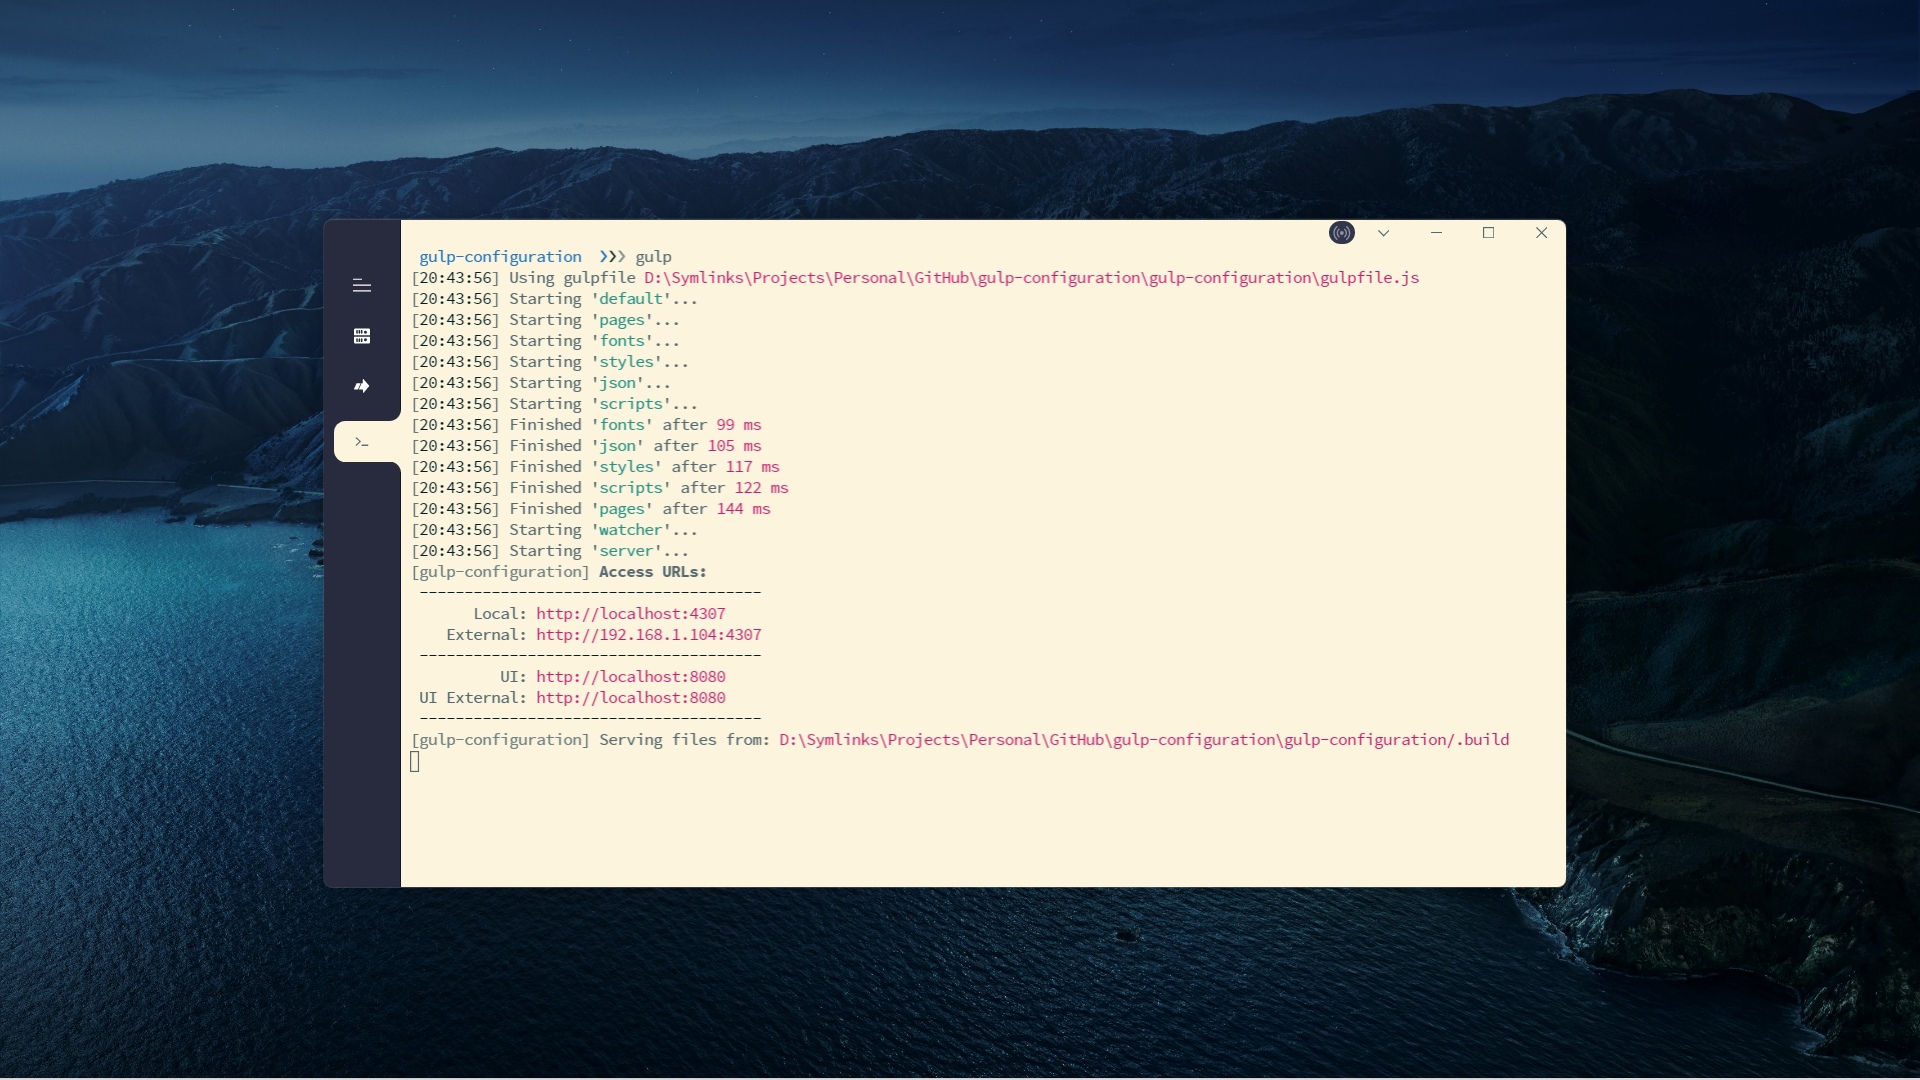 gulp-configuration ❯❯❯ gulp
[20:43:56] Using gulpfile D:\Symlinks\Projects\Personal\GitHub\gulp-configuration\gulp-configuration\gulpfile.js
[20:43:56] Starting 'default'...
[20:43:56] Starting 'pages'...
[20:43:56] Starting 'fonts'...
[20:43:56] Starting 'styles'...
[20:43:56] Starting 'json'...
[20:43:56] Starting 'scripts'...
[20:43:56] Finished 'fonts' after 99 ms
[20:43:56] Finished 'json' after 105 ms
[20:43:56] Finished 'styles' after 117 ms
[20:43:56] Finished 'scripts' after 122 ms
[20:43:56] Finished 'pages' after 144 ms
[20:43:56] Starting 'watcher'...
[20:43:56] Starting 'server'...
[gulp-configuration] Access URLs:
--------------------------------------
Local: http://localhost:4307
External: http://192.168.1.104:4307
--------------------------------------
UI: http://localhost:8080
UI External: http://localhost:8080
--------------------------------------
[gulp-configuration] Serving files from: D:\Symlinks\Projects\Personal\GitHub\gulp-configuration\gulp-configuration/.build